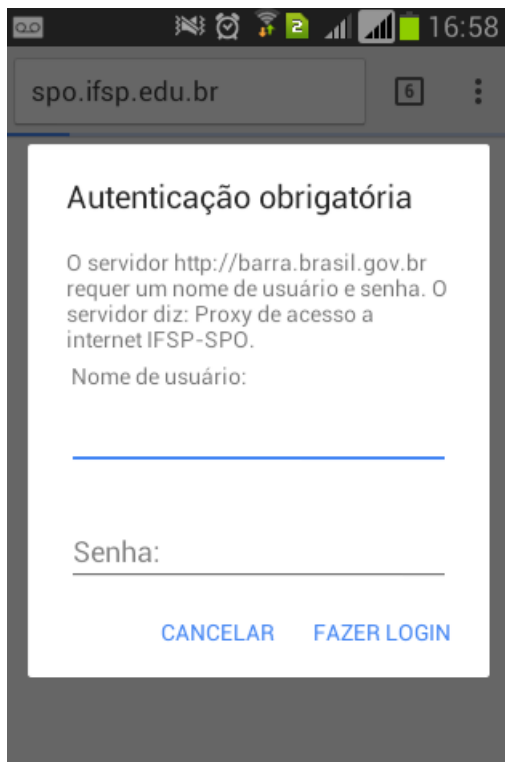 2
16:58
spo.ifsp.edu.br
6
Autenticação obrigatória
O servidor http://barra.brasil.gov.br
requer um nome de usuário e senha. O
servidor diz: Proxy de acesso a
internet IFSP-SPO.
Nome de usuário:
Senha:
CANCELAR FAZER LOGIN